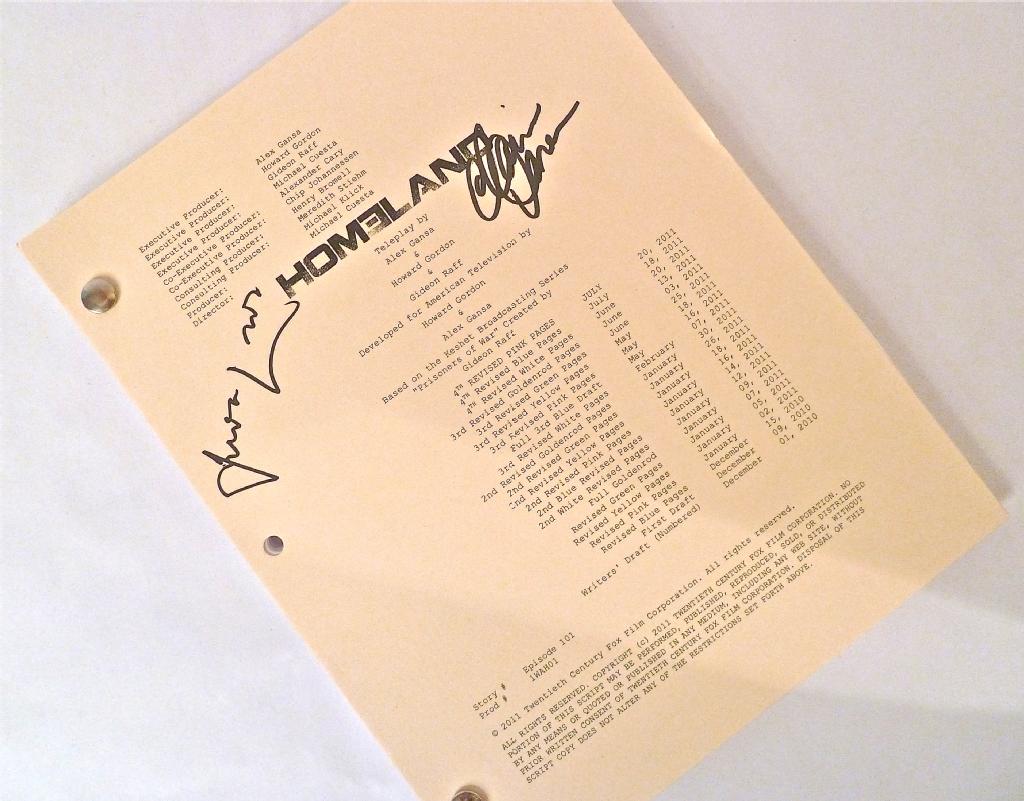 Executive Producer: Alex Gansa
Executive Producer: Howard Gordon
Executive Producer: Gideon Raff
Co-Executive Producer: Michael Cuesta
Co-Executive Producer: Alexander Cary
Consulting Producer: Chip Johannessen
Consulting Producer: Henry Bromell
Producer: Meredith Stiehm
Producer: Michael Klick
Director: Michael Cuesta
HOMELAND
Teleplay by
Alex Gansa
&
Howard Gordon
&
Gideon Raff
Developed for American Television by
Howard Gordon
&
Alex Gansa
Based on the Keshet Broadcasting Series
"Prisoners of War" Created by
Gideon Raff
4TH REVISED PINK PAGES JULY 20, 2011
4TH Revised Blue Pages July 18, 2011
4TH Revised White Pages June 20, 2011
3rd Revised Goldenrod Pages June 13, 2011
3rd Revised Green Pages June 03, 2011
3rd Revised Yellow Pages May 25, 2011
3rd Revised Pink Pages May 18, 2011
Full 3rd Blue Draft May 16, 2011
3rd Revised White Pages February 07, 2011
2nd Revised Goldenrod Pages January 30, 2011
2nd Revised Green Pages January 26, 2011
2nd Revised Yellow Pages January 18, 2011
2nd Revised Pink Pages January 16, 2011
2nd Blue Revised Pages January 14, 2011
2nd White Revised Pages January 12, 2011
Full Goldenrod January 09, 2011
Revised Green Pages January 07, 2011
Revised Yellow Pages January 05, 2011
Revised Pink Pages January 02, 2011
Revised Blue Pages December 15, 2010
First Draft December 09, 2010
Writers' Draft (Numbered) December 01, 2010
Story # Episode 101
Prod # 1WAH01
© 2011 Twentieth Century Fox Film Corporation. All rights reserved.
ALL RIGHTS RESERVED. COPYRIGHT (c) 2011 TWENTIETH CENTURY FOX FILM CORPORATION. NO
PORTION OF THIS SCRIPT MAY BE PERFORMED, PUBLISHED, REPRODUCED, SOLD, OR DISTRIBUTED
BY ANY MEANS OR QUOTED OR PUBLISHED IN ANY MEDIUM, INCLUDING ANY WEB SITE, WITHOUT
PRIOR WRITTEN CONSENT OF TWENTIETH CENTURY FOX FILM CORPORATION. DISPOSAL OF THIS
SCRIPT COPY DOES NOT ALTER ANY OF THE RESTRICTIONS SET FORTH ABOVE.